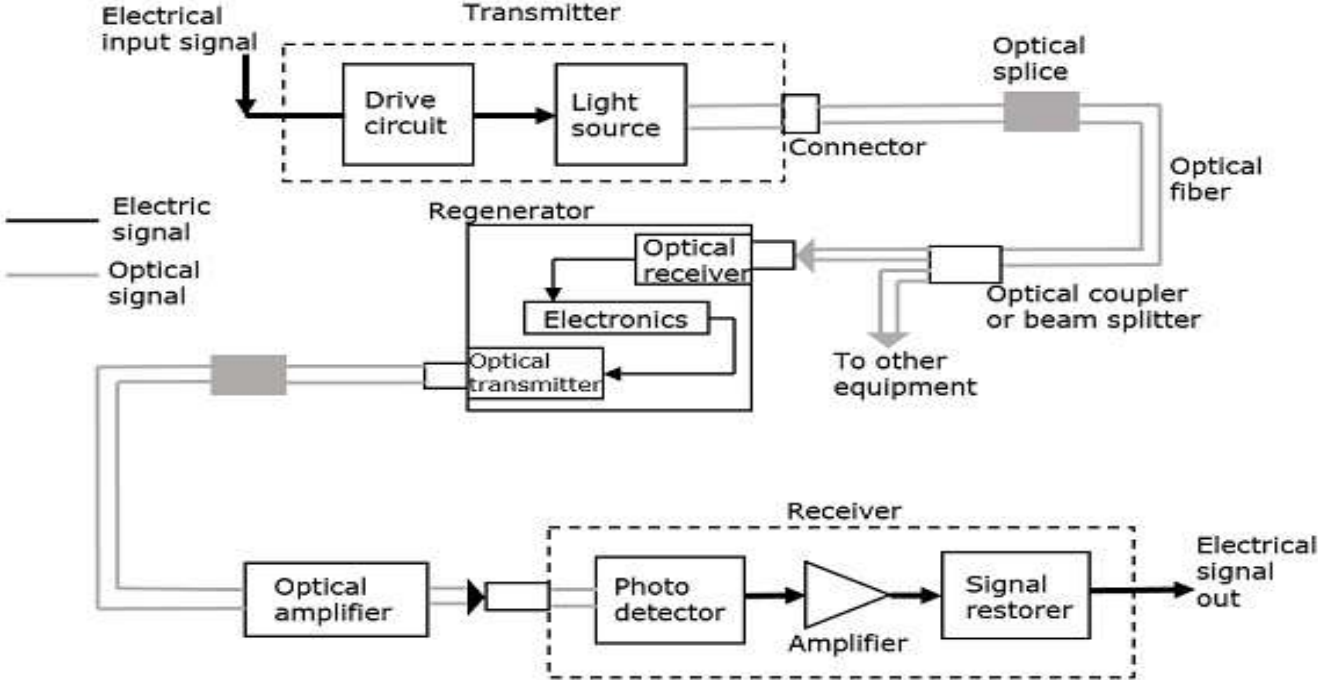 Electrical
input signal
Transmitter
Drive
circuit
Light
source
Connector
Optical
splice
Optical
fiber
Electric
signal
Optical
signal
Regenerator
Optical
receiver
Electronics
Optical
transmitter
Optical coupler
or beam splitter
To other
equipment
Receiver
Optical
amplifier
Photo
detector
Amplifier
Signal
restorer
Electrical
signal
out